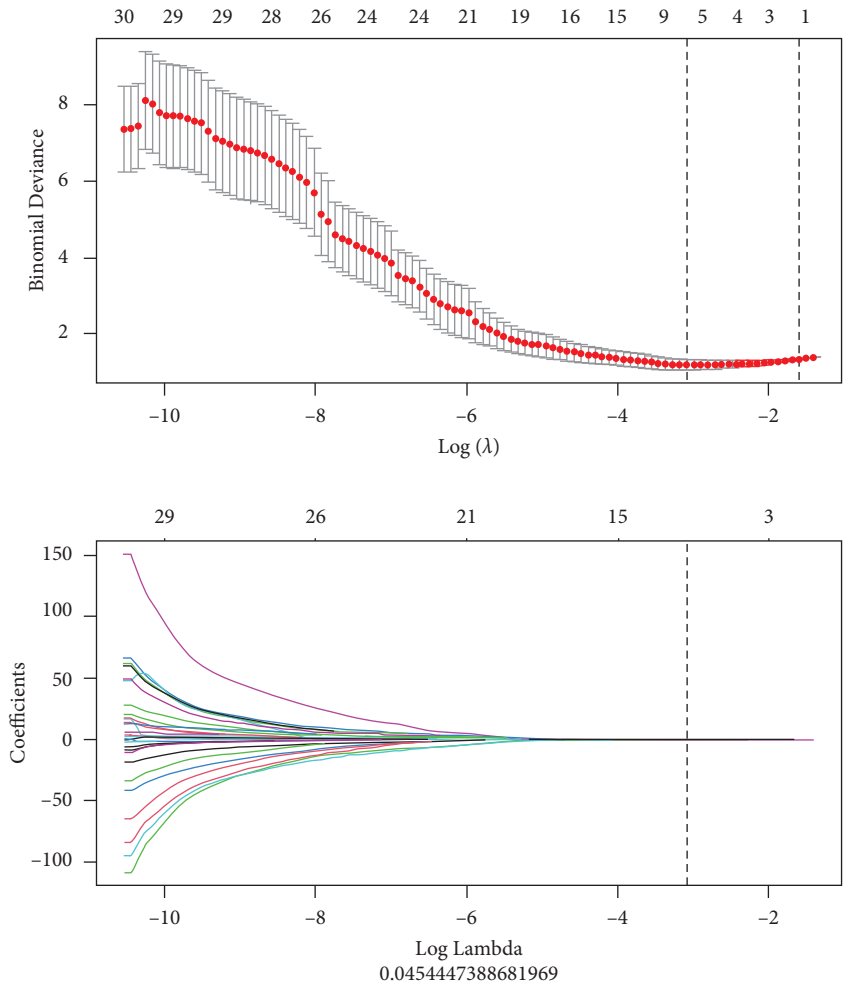 30 29 29 28 26 24 24 21 19 16 15 9 5 4 3 1
8
6
4
2
Binomial Deviance
–10 –8 –6 –4 –2
Log (λ)
29 26 21 15 3
150
100
50
0
–50
–100
Coefficients
–10 –8 –6 –4 –2
Log Lambda
0.0454447388681969